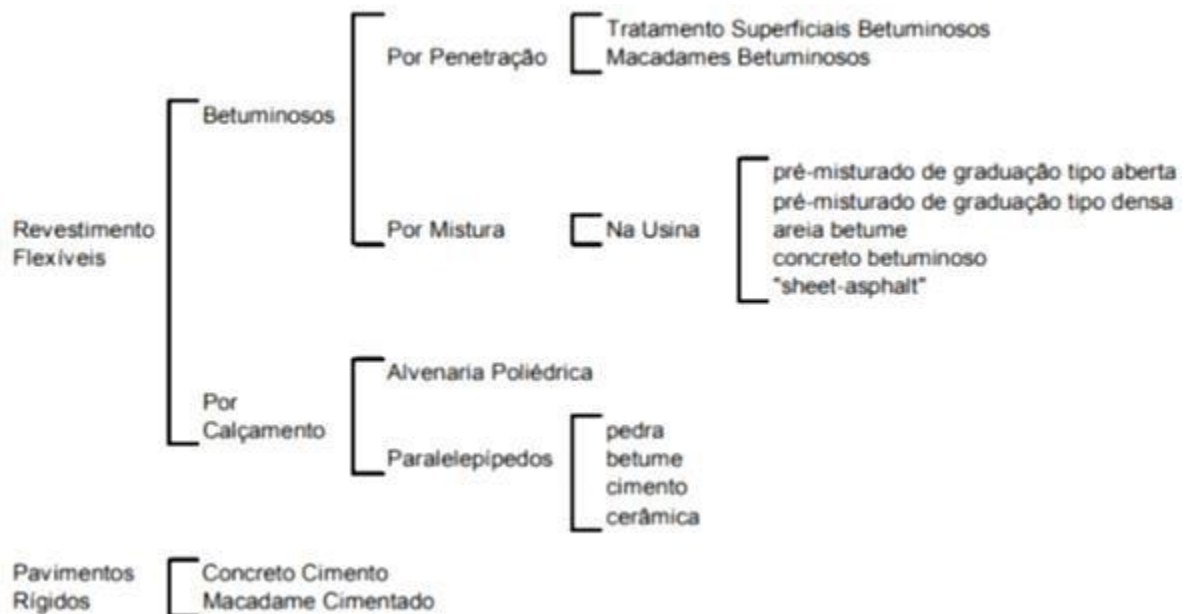 Tratamento Superficiais Betuminosos
Por Penetração
Macadames Betuminosos
Betuminosos
pré-misturado de graduação tipo aberta
pré-misturado de graduação tipo densa
Revestimento
Flexíveis
Por Mistura
Na Usina
areia betume
concreto betuminoso
"sheet-asphalt"
Alvenaria Poliédrica
Por
Calçamento
Paralelepípedos
pedra
betume
cimento
cerâmica
Pavimentos
Rígidos
Concreto Cimento
Macadame Cimentado